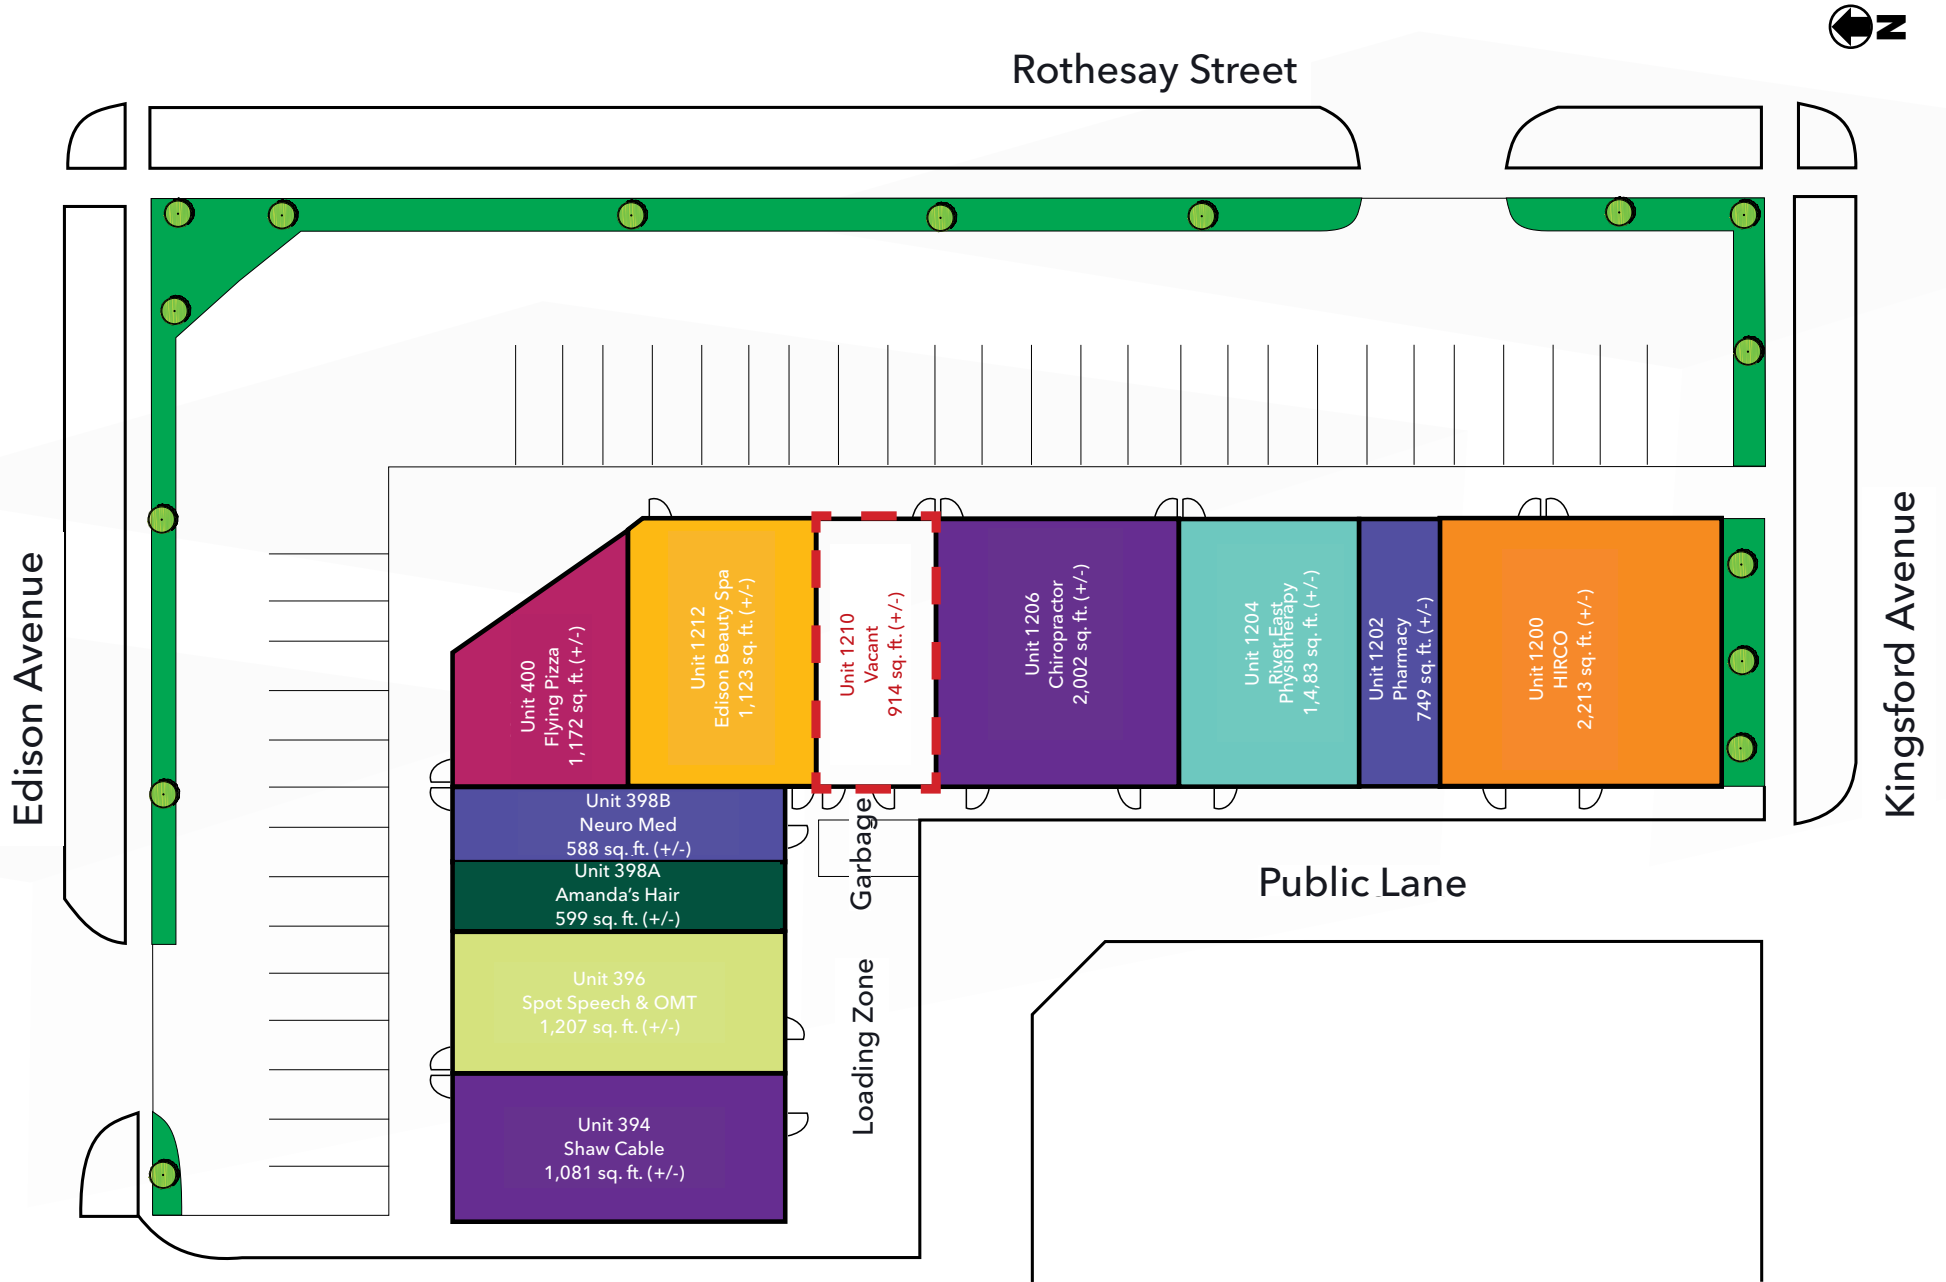 N
Rothesay Street
Edison Avenue
Kingsford Avenue
Unit 400
Flying Pizza
1,172 sq. ft. (+/-)
Unit 1212
Edison Beauty Spa
1,123 sq. ft. (+/-)
Unit 1210
Vacant
914 sq. ft. (+/-)
Unit 1206
Chiropractor
2,002 sq. ft. (+/-)
Unit 1204
River East
Physiotherapy
1,4,83 sq. ft. (+/-)
Unit 1202
Pharmacy
749 sq. ft. (+/-)
Unit 1200
HIRCO
2,213 sq. ft. (+/-)
Unit 398B
Neuro Med
588 sq. ft. (+/-)
Unit 398A
Amanda’s Hair
599 sq. ft. (+/-)
Unit 396
Spot Speech & OMT
1,207 sq. ft. (+/-)
Unit 394
Shaw Cable
1,081 sq. ft. (+/-)
Garbage
Loading Zone
Public Lane